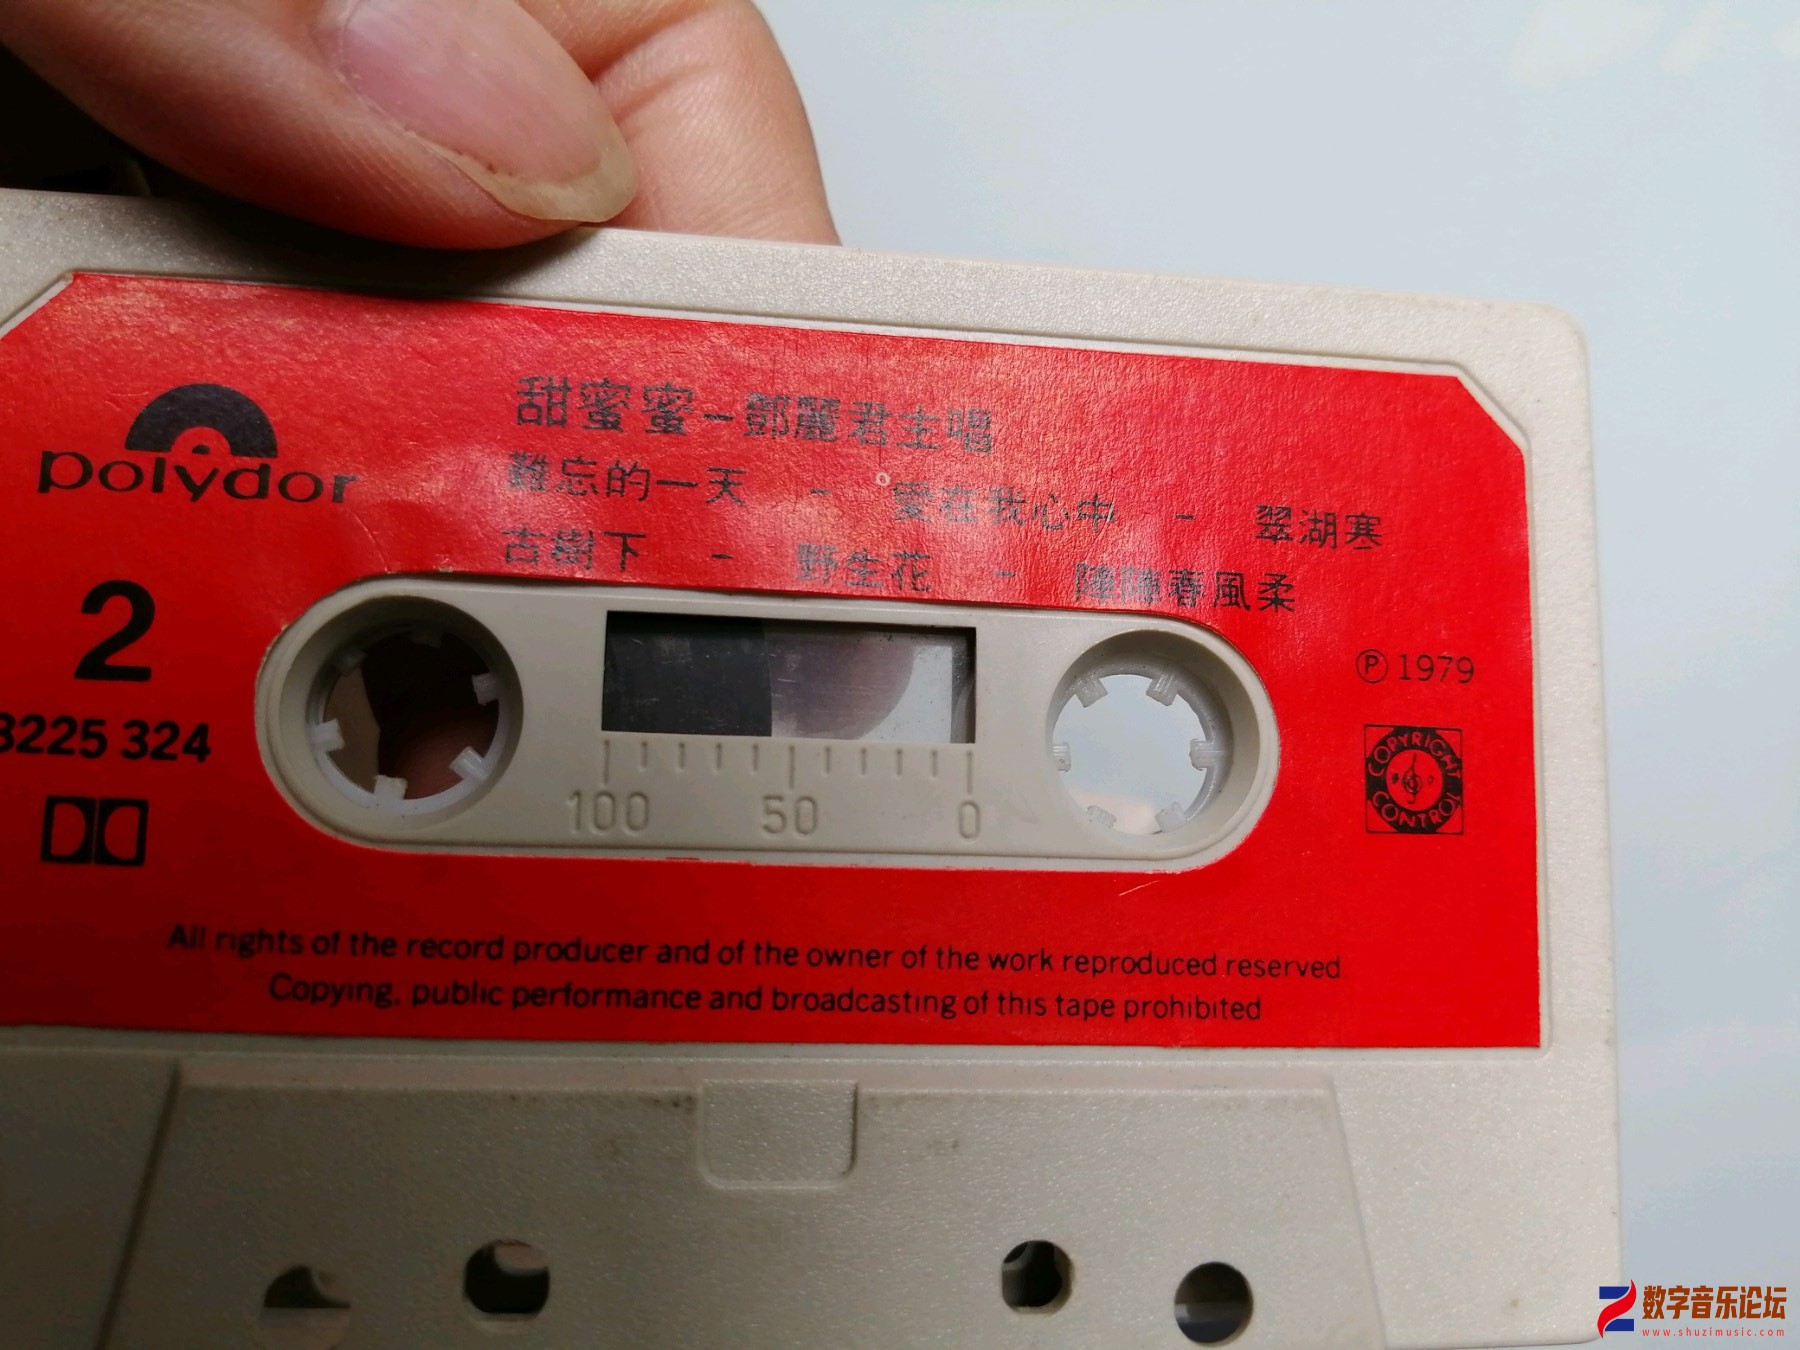 polydor
甜蜜蜜－鄧麗君主唱
難忘的一天 - 愛在我心中 - 翠湖寒
古樹下 - 野生花 - 陣陣春風柔
2
3225 324
Ⓟ 1979
COPYRIGHT CONTROL
100 50 0
All rights of the record producer and of the owner of the work reproduced reserved
Copying, public performance and broadcasting of this tape prohibited
数字音乐论坛
www.shuzimusic.com